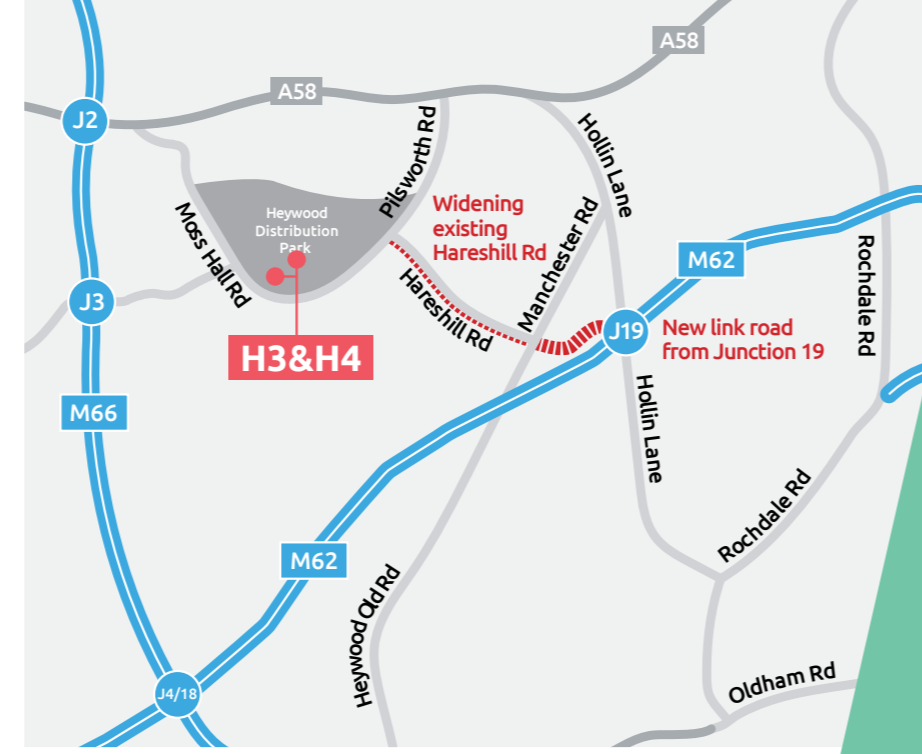 A58
A58
J2
Pilsworth Rd
Hollin Lane
Heywood
Distribution
Park
Widening
existing
Hareshill Rd
Moss Hall Rd
Manchester Rd
M62
Rochdale Rd
J3
Hareshill Rd
J19
New link road
from Junction 19
H3&H4
M66
Hollin Lane
Rochdale Rd
M62
Heywood Old Rd
J4/18
Oldham Rd